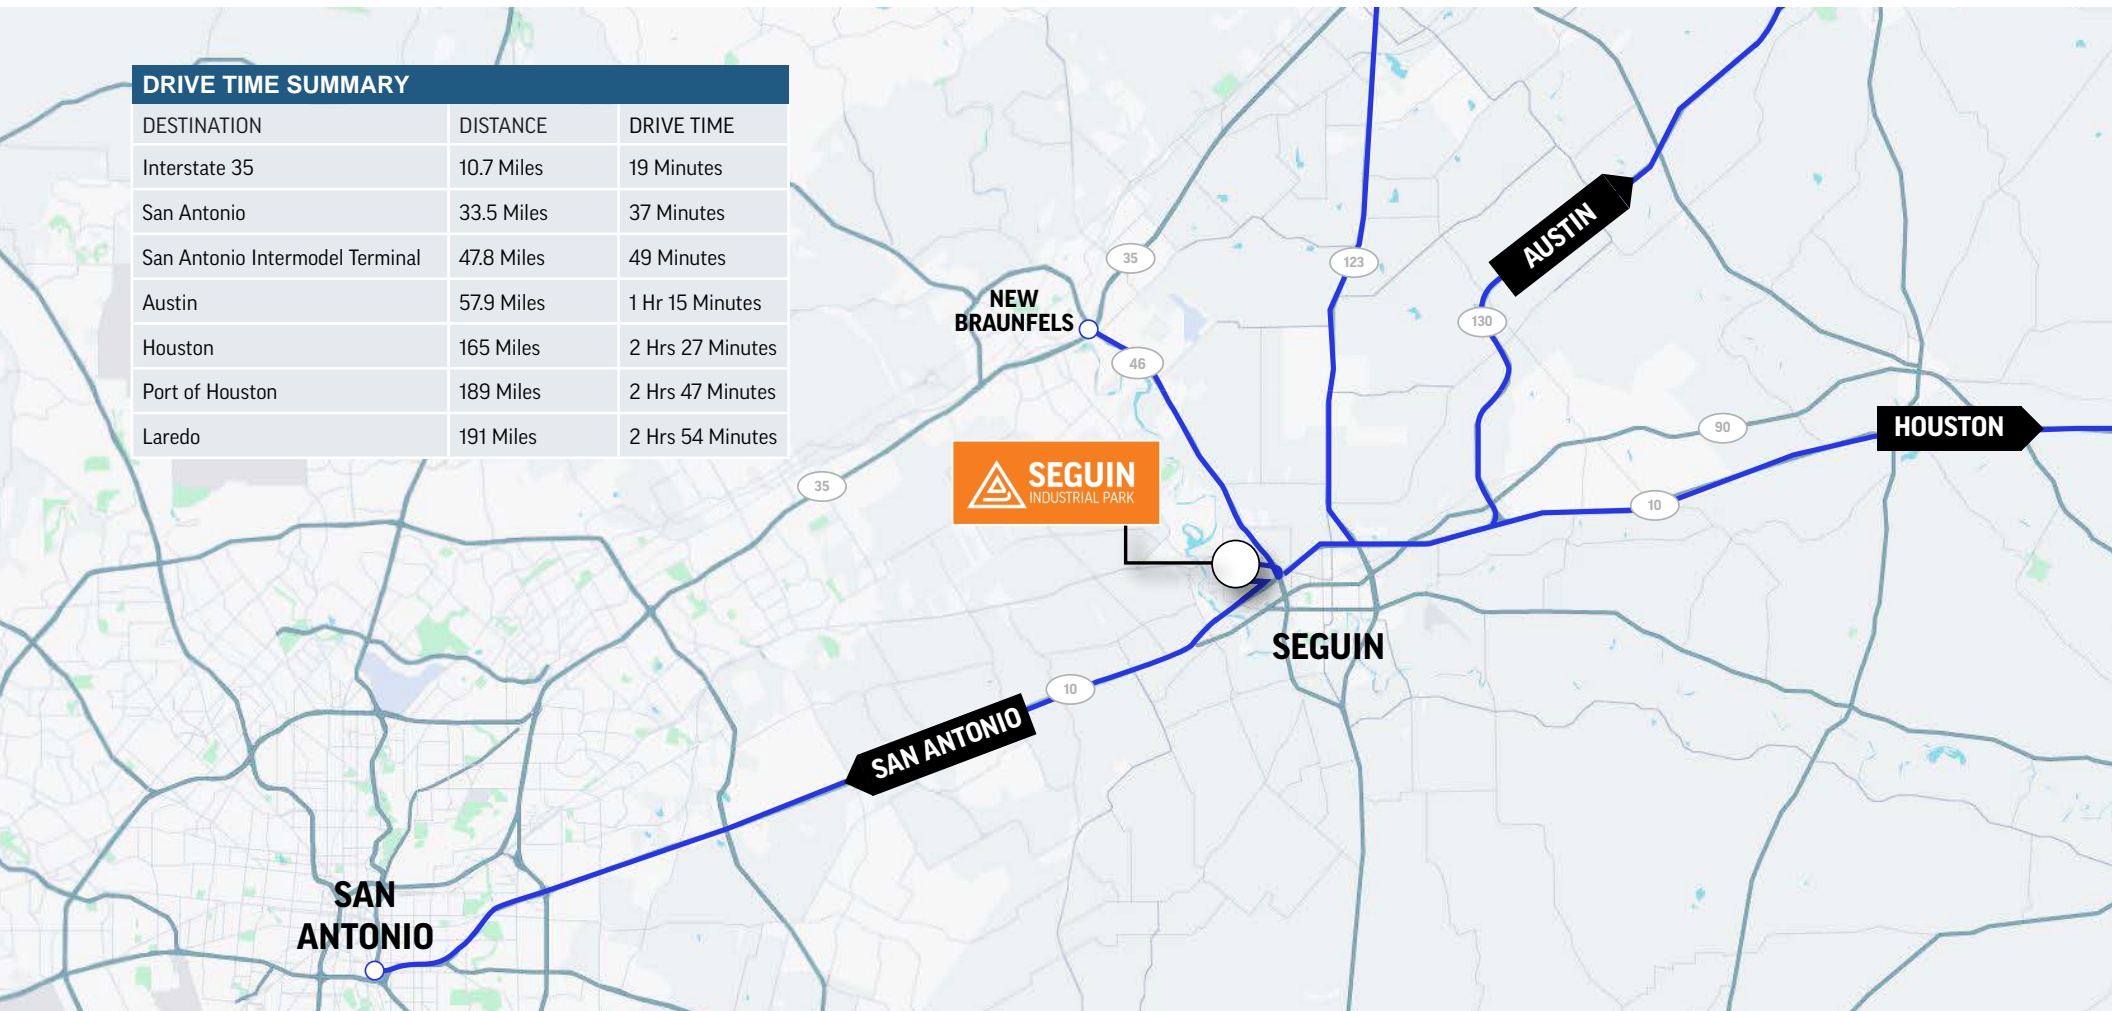 DRIVE TIME SUMMARY
DESTINATION DISTANCE DRIVE TIME
Interstate 35 10.7 Miles 19 Minutes
San Antonio 33.5 Miles 37 Minutes
San Antonio Intermodel Terminal 47.8 Miles 49 Minutes
Austin 57.9 Miles 1 Hr 15 Minutes
Houston 165 Miles 2 Hrs 27 Minutes
Port of Houston 189 Miles 2 Hrs 47 Minutes
Laredo 191 Miles 2 Hrs 54 Minutes
AUSTIN
35
123
NEW
BRAUNFELS
130
46
90
HOUSTON
SEGUIN
INDUSTRIAL PARK
35
10
SEGUIN
10
SAN ANTONIO
SAN
ANTONIO